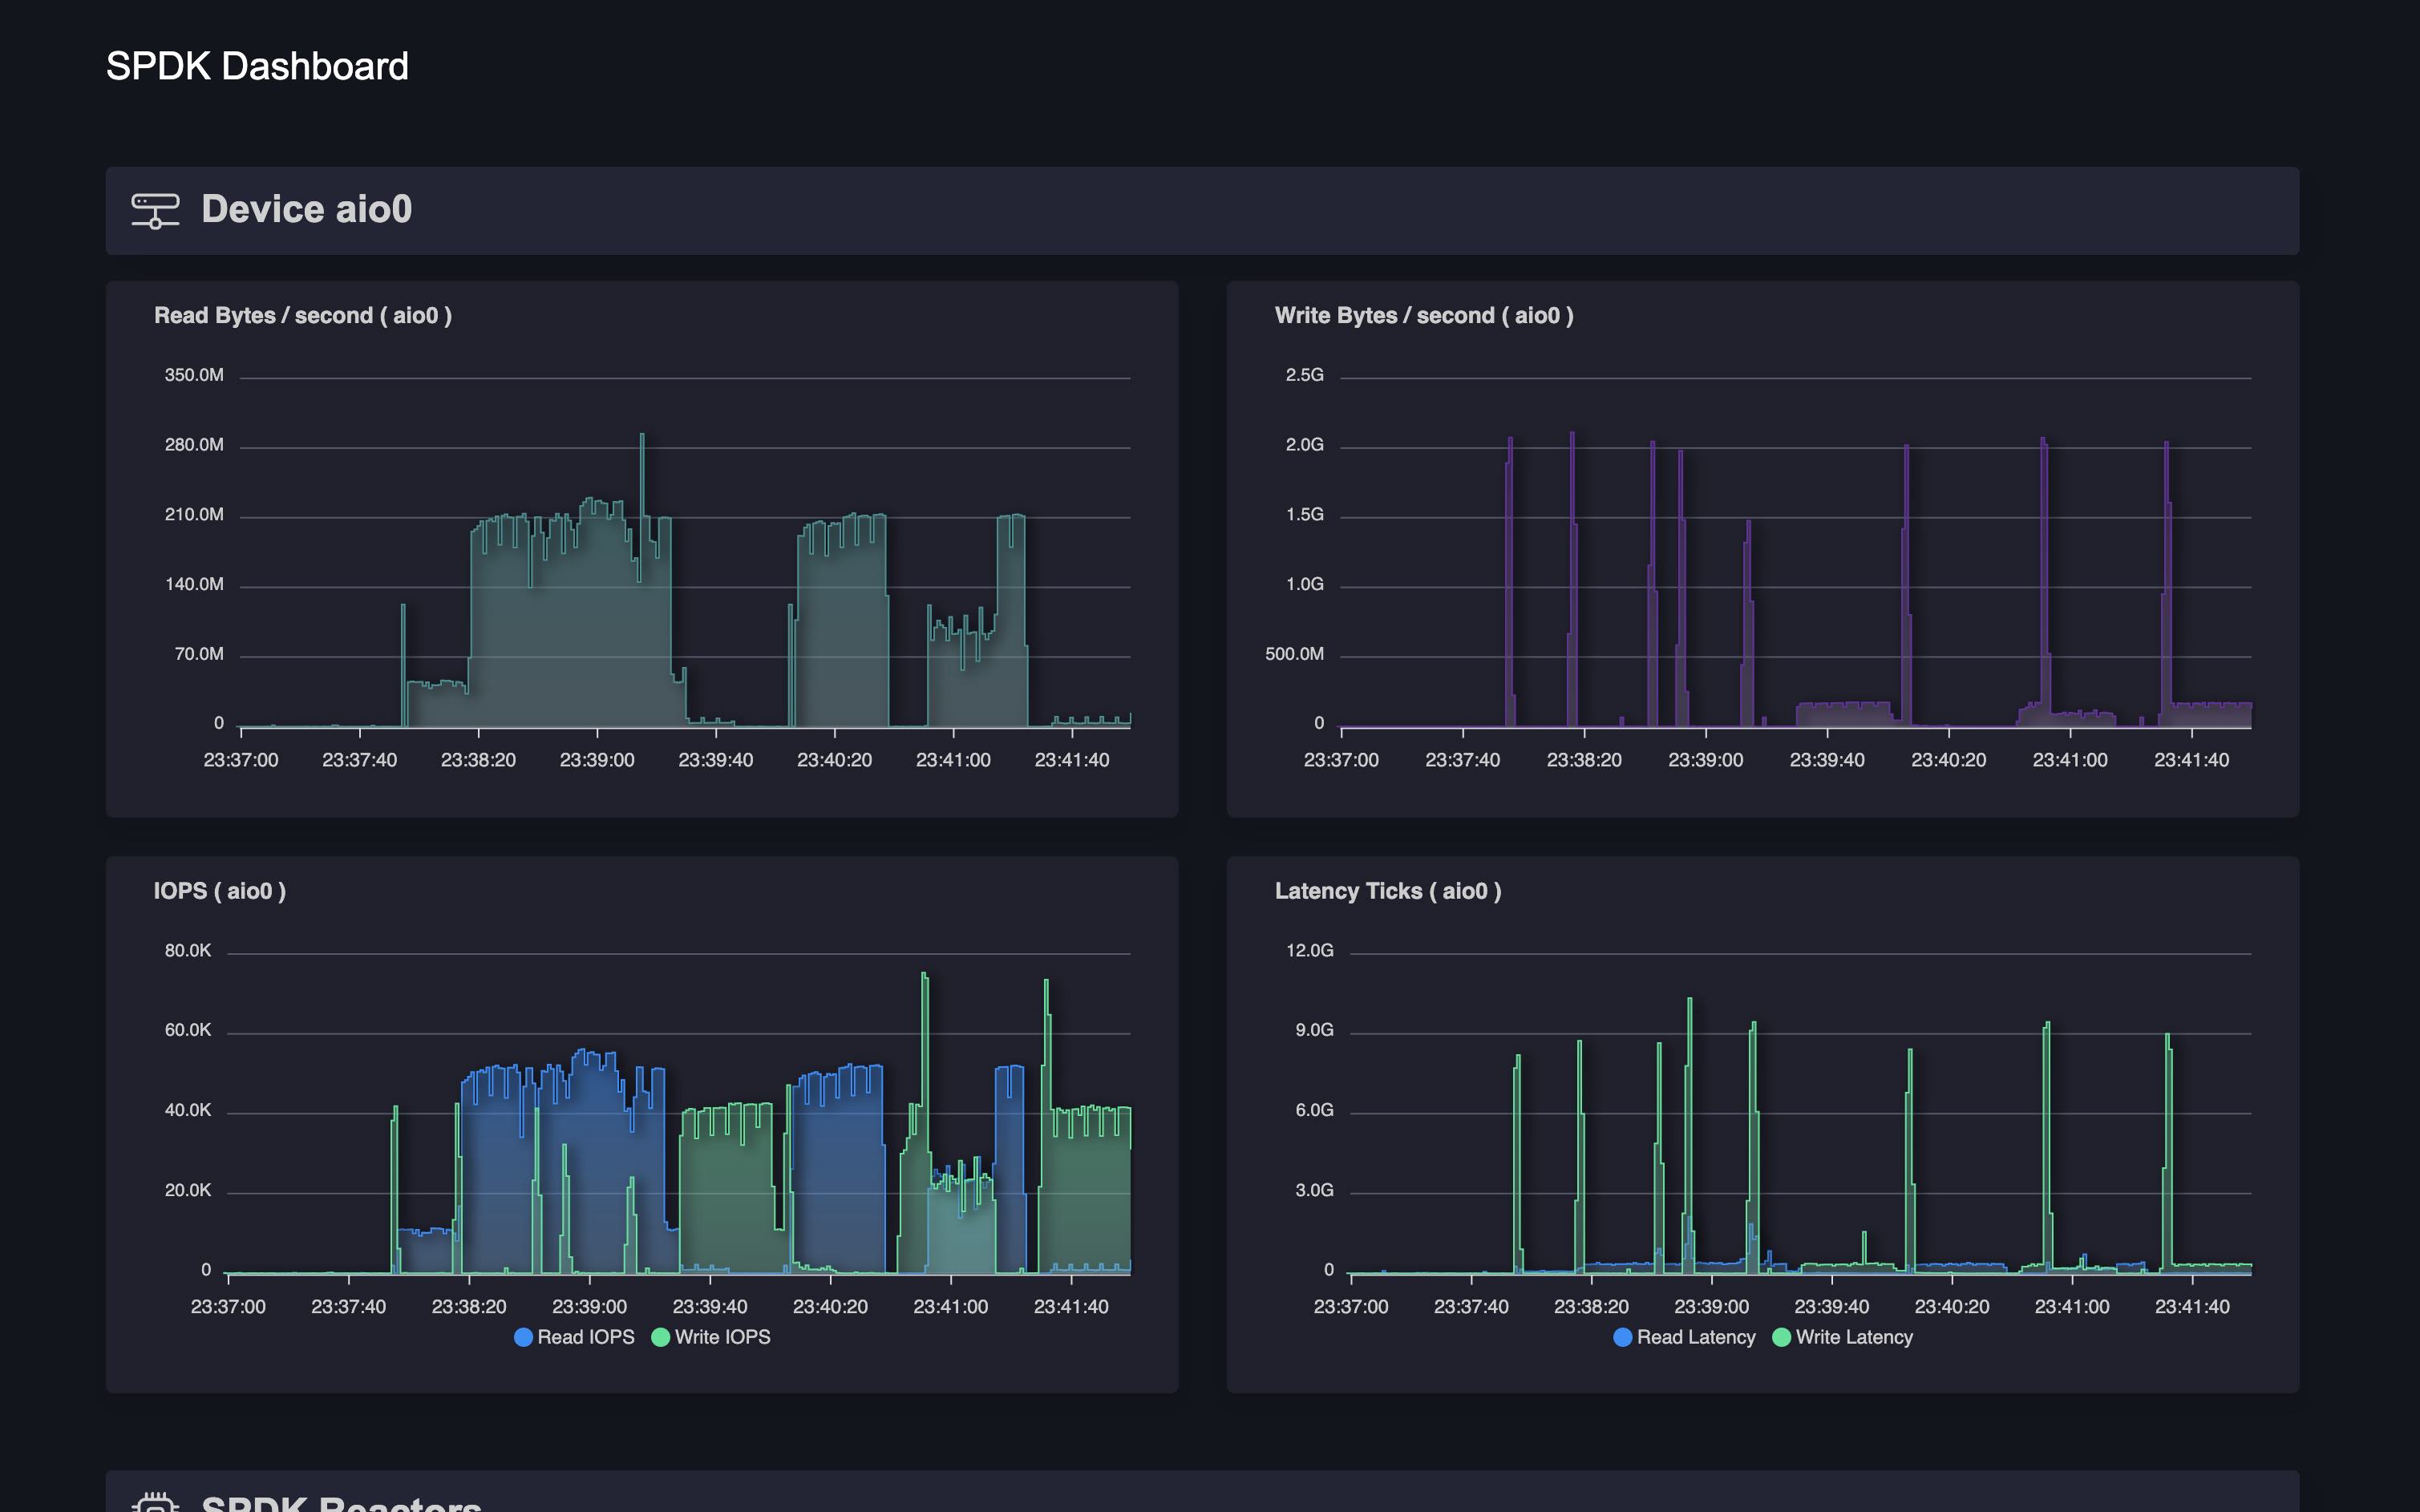 SPDK Dashboard
Device aio0
Read Bytes / second ( aio0 )
350.0M
280.0M
210.0M
140.0M
70.0M
0
23:37:00 23:37:40 23:38:20 23:39:00 23:39:40 23:40:20 23:41:00 23:41:40
Write Bytes / second ( aio0 )
2.5G
2.0G
1.5G
1.0G
500.0M
0
23:37:00 23:37:40 23:38:20 23:39:00 23:39:40 23:40:20 23:41:00 23:41:40
IOPS ( aio0 )
80.0K
60.0K
40.0K
20.0K
0
23:37:00 23:37:40 23:38:20 23:39:00 23:39:40 23:40:20 23:41:00 23:41:40
Read IOPS Write IOPS
Latency Ticks ( aio0 )
12.0G
9.0G
6.0G
3.0G
0
23:37:00 23:37:40 23:38:20 23:39:00 23:39:40 23:40:20 23:41:00 23:41:40
Read Latency Write Latency
SPDK Reactors